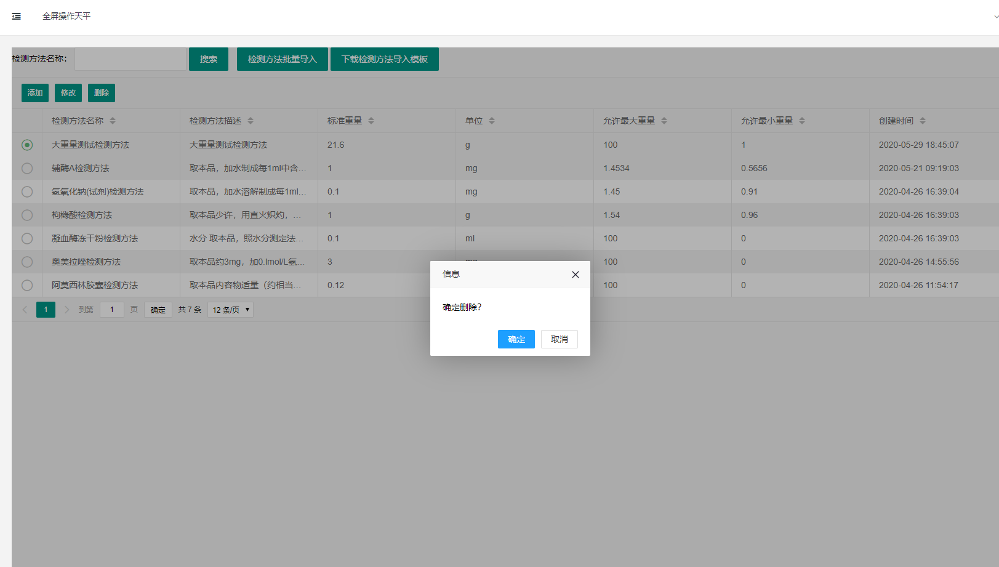 全屏操作天平
检测方法名称： 搜索 检测方法批量导入 下载检测方法导入模板
添加 修改 删除
检测方法名称 检测方法描述 标准重量 单位 允许最大重量 允许最小重量 创建时间
大重量测试检测方法 大重量测试检测方法 21.6 g 100 1 2020-05-29 18:45:07
辅酶A检测方法 取本品，加水制成每1ml中含… 1 mg 1.4534 0.5656 2020-05-21 09:19:03
氢氧化钠(试剂)检测方法 取本品，加水溶解制成每1ml… 0.1 mg 1.45 0.91 2020-04-26 16:39:04
枸橼酸检测方法 取本品少许，用直火炽灼，… 1 g 1.54 0.96 2020-04-26 16:39:03
凝血酶冻干粉检测方法 水分 取本品，照水分测定法… 0.1 ml 100 0 2020-04-26 16:39:03
奥美拉唑检测方法 取本品约3mg，加0.lmol/L氢… 3 100 0 2020-04-26 14:55:56
阿莫西林胶囊检测方法 取本品内容物适量（约相当… 0.12 100 0 2020-04-26 11:54:17
1 到第 1 页 确定 共 7 条 12 条/页
信息
确定删除？
确定 取消